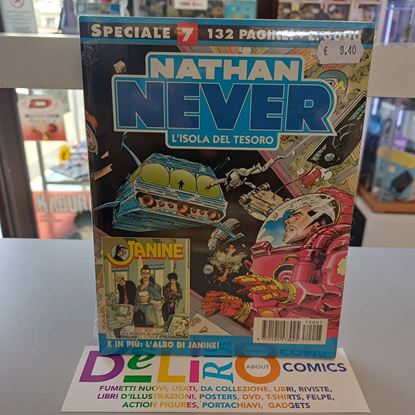 SPECIALE 7 132 PAGINE
€ 9,40
NATHAN
NEVER
L'ISOLA DEL TESORO
JANINE
E IN PIÙ: L'ALBO DI JANINE!
ABOUT COMICS
FUMETTI NUOVI, USATI, DA COLLEZIONE, LIBRI, RIVISTE,
LIBRI D'ILLUSTRAZIONI, POSTERS, DVD, T-SHIRTS, FELPE,
ACTION FIGURES, PORTACHIAVI, GADGETS